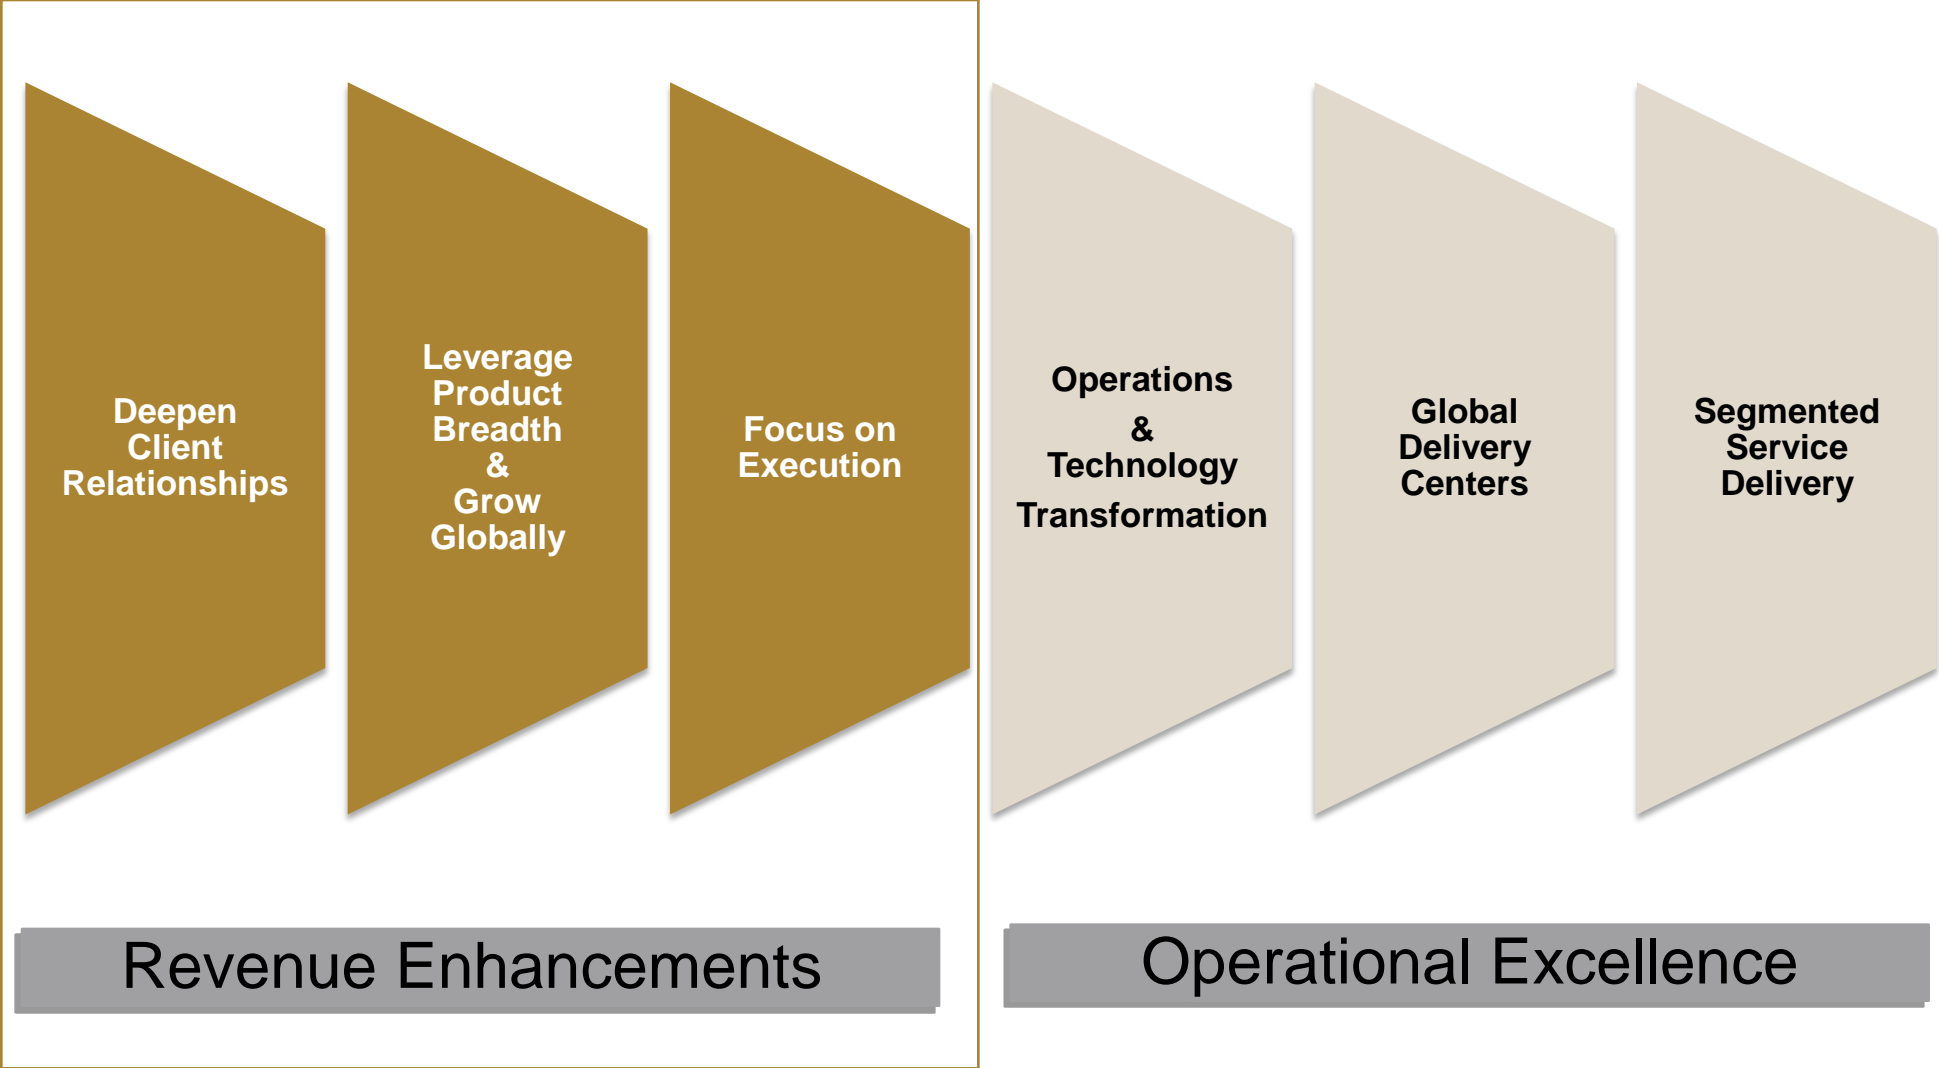 Deepen
Client
Relationships
Leverage
Product
Breadth
&
Grow
Globally
Focus on
Execution
Operations
&
Technology
Transformation
Global
Delivery
Centers
Segmented
Service
Delivery
Revenue Enhancements
Operational Excellence